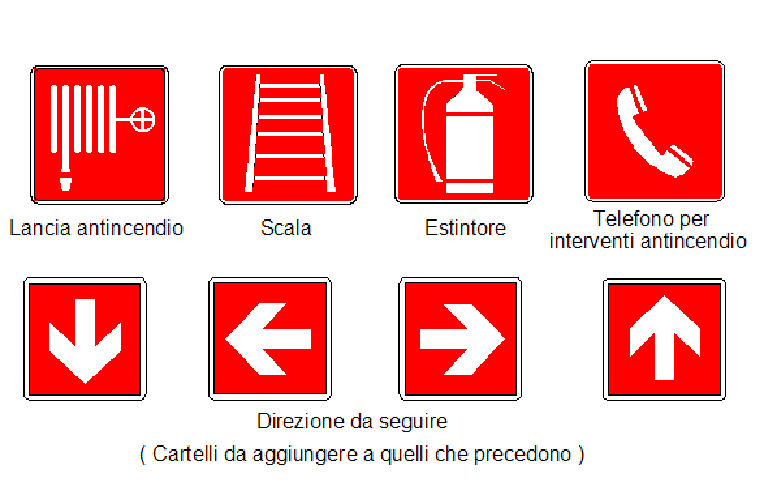 Lancia antincendio
Scala
Estintore
Telefono per
interventi antincendio
Direzione da seguire
( Cartelli da aggiungere a quelli che precedono )